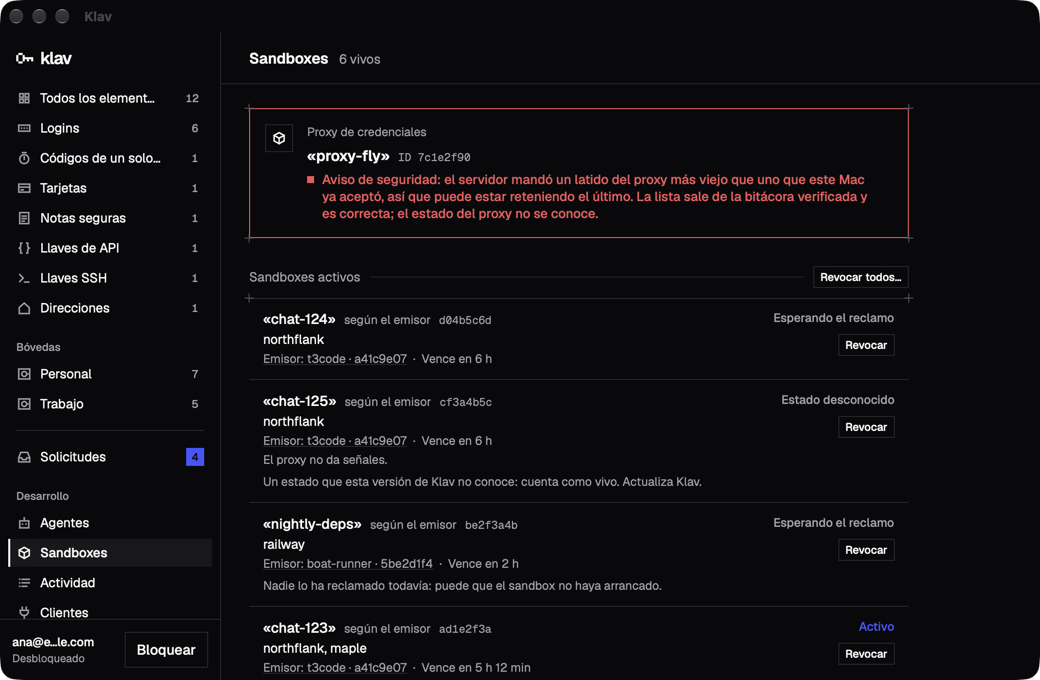 Klav
klav
Todos los element… 12
Logins 6
Códigos de un solo… 1
Tarjetas 1
Notas seguras 1
Llaves de API 1
Llaves SSH 1
Direcciones 1
Bóvedas
Personal 7
Trabajo 5
Solicitudes 4
Desarrollo
Agentes
Sandboxes
Actividad
Clientes
ana@e…le.com
Desbloqueado
Bloquear
Sandboxes 6 vivos
Proxy de credenciales
«proxy-fly» ID 7c1e2f90
Aviso de seguridad: el servidor mandó un latido del proxy más viejo que uno que este Mac
ya aceptó, así que puede estar reteniendo el último. La lista sale de la bitácora verificada y
es correcta; el estado del proxy no se conoce.
Sandboxes activos
Revocar todos…
«chat-124» según el emisor d04b5c6d
Esperando el reclamo
northflank
Revocar
Emisor: t3code · a41c9e07 · Vence en 6 h
«chat-125» según el emisor cf3a4b5c
Estado desconocido
northflank
Revocar
Emisor: t3code · a41c9e07 · Vence en 6 h
El proxy no da señales.
Un estado que esta versión de Klav no conoce: cuenta como vivo. Actualiza Klav.
«nightly-deps» según el emisor be2f3a4b
Esperando el reclamo
railway
Revocar
Emisor: boat-runner · 5be2d1f4 · Vence en 2 h
Nadie lo ha reclamado todavía: puede que el sandbox no haya arrancado.
«chat-123» según el emisor ad1e2f3a
Activo
northflank, maple
Revocar
Emisor: t3code · a41c9e07 · Vence en 5 h 12 min